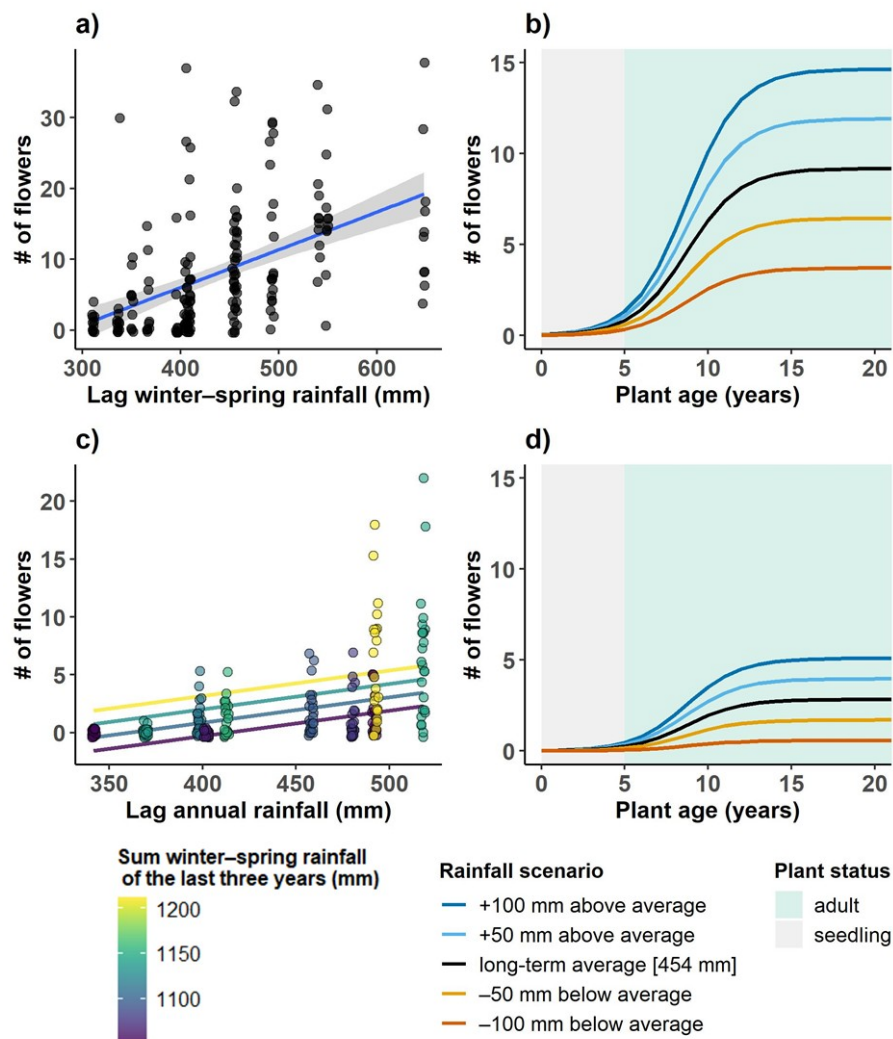 a)
# of flowers
30
20
10
0
300
400
500
600
Lag winter–spring rainfall (mm)
b)
# of flowers
15
10
5
0
0
5
10
15
20
Plant age (years)
c)
# of flowers
20
15
10
5
0
350
400
450
500
Lag annual rainfall (mm)
d)
# of flowers
15
10
5
0
0
5
10
15
20
Plant age (years)
Sum winter–spring rainfall
of the last three years (mm)
1200
1150
1100
Rainfall scenario
+100 mm above average
+50 mm above average
long-term average [454 mm]
–50 mm below average
–100 mm below average
Plant status
adult
seedling